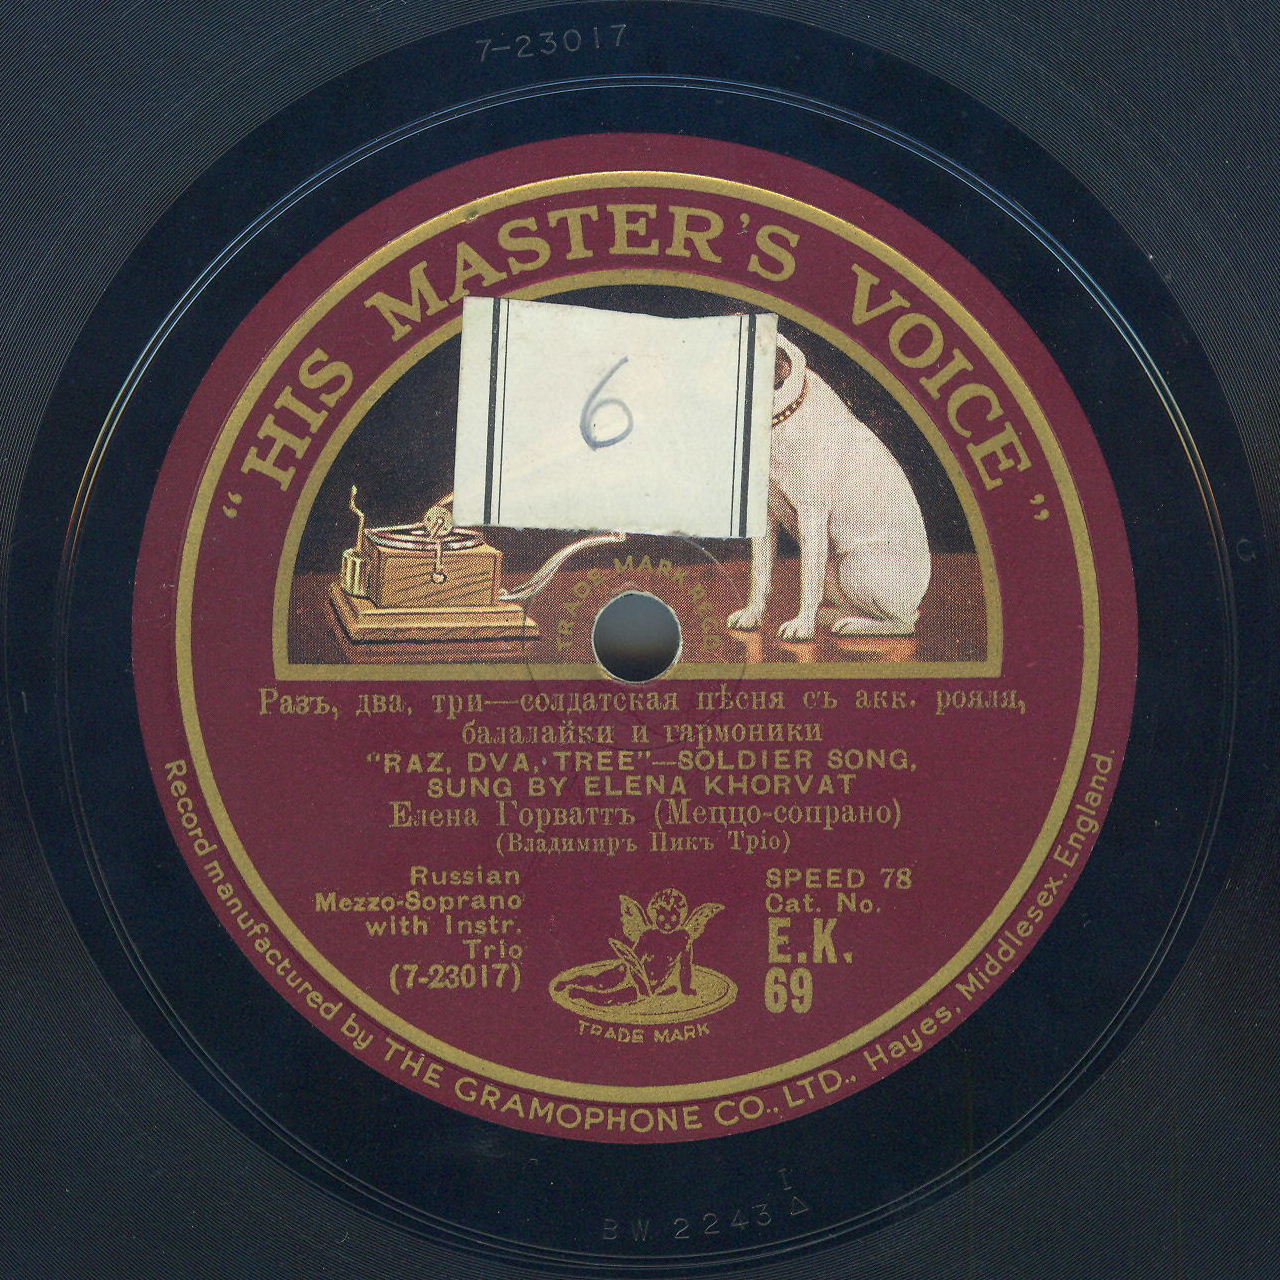 7-23017
“HIS MASTER'S VOICE”
6
TRADE MARK REGD
Разъ, два, три—солдатская пѣсня съ акк. рояля,
балалайки и гармоники
“RAZ, DVA, TREE”—SOLDIER SONG,
SUNG BY ELENA KHORVAT
Елена Горваттъ (Меццо-сопрано)
(Владимиръ Пикъ Тріо)
Russian
Mezzo-Soprano
with Instr.
Trio
(7-23017)
SPEED 78
Cat. No.
E.K.
69
TRADE MARK
Record manufactured by THE GRAMOPHONE CO., LTD., Hayes, Middlesex, England.
BW 2243 I Δ